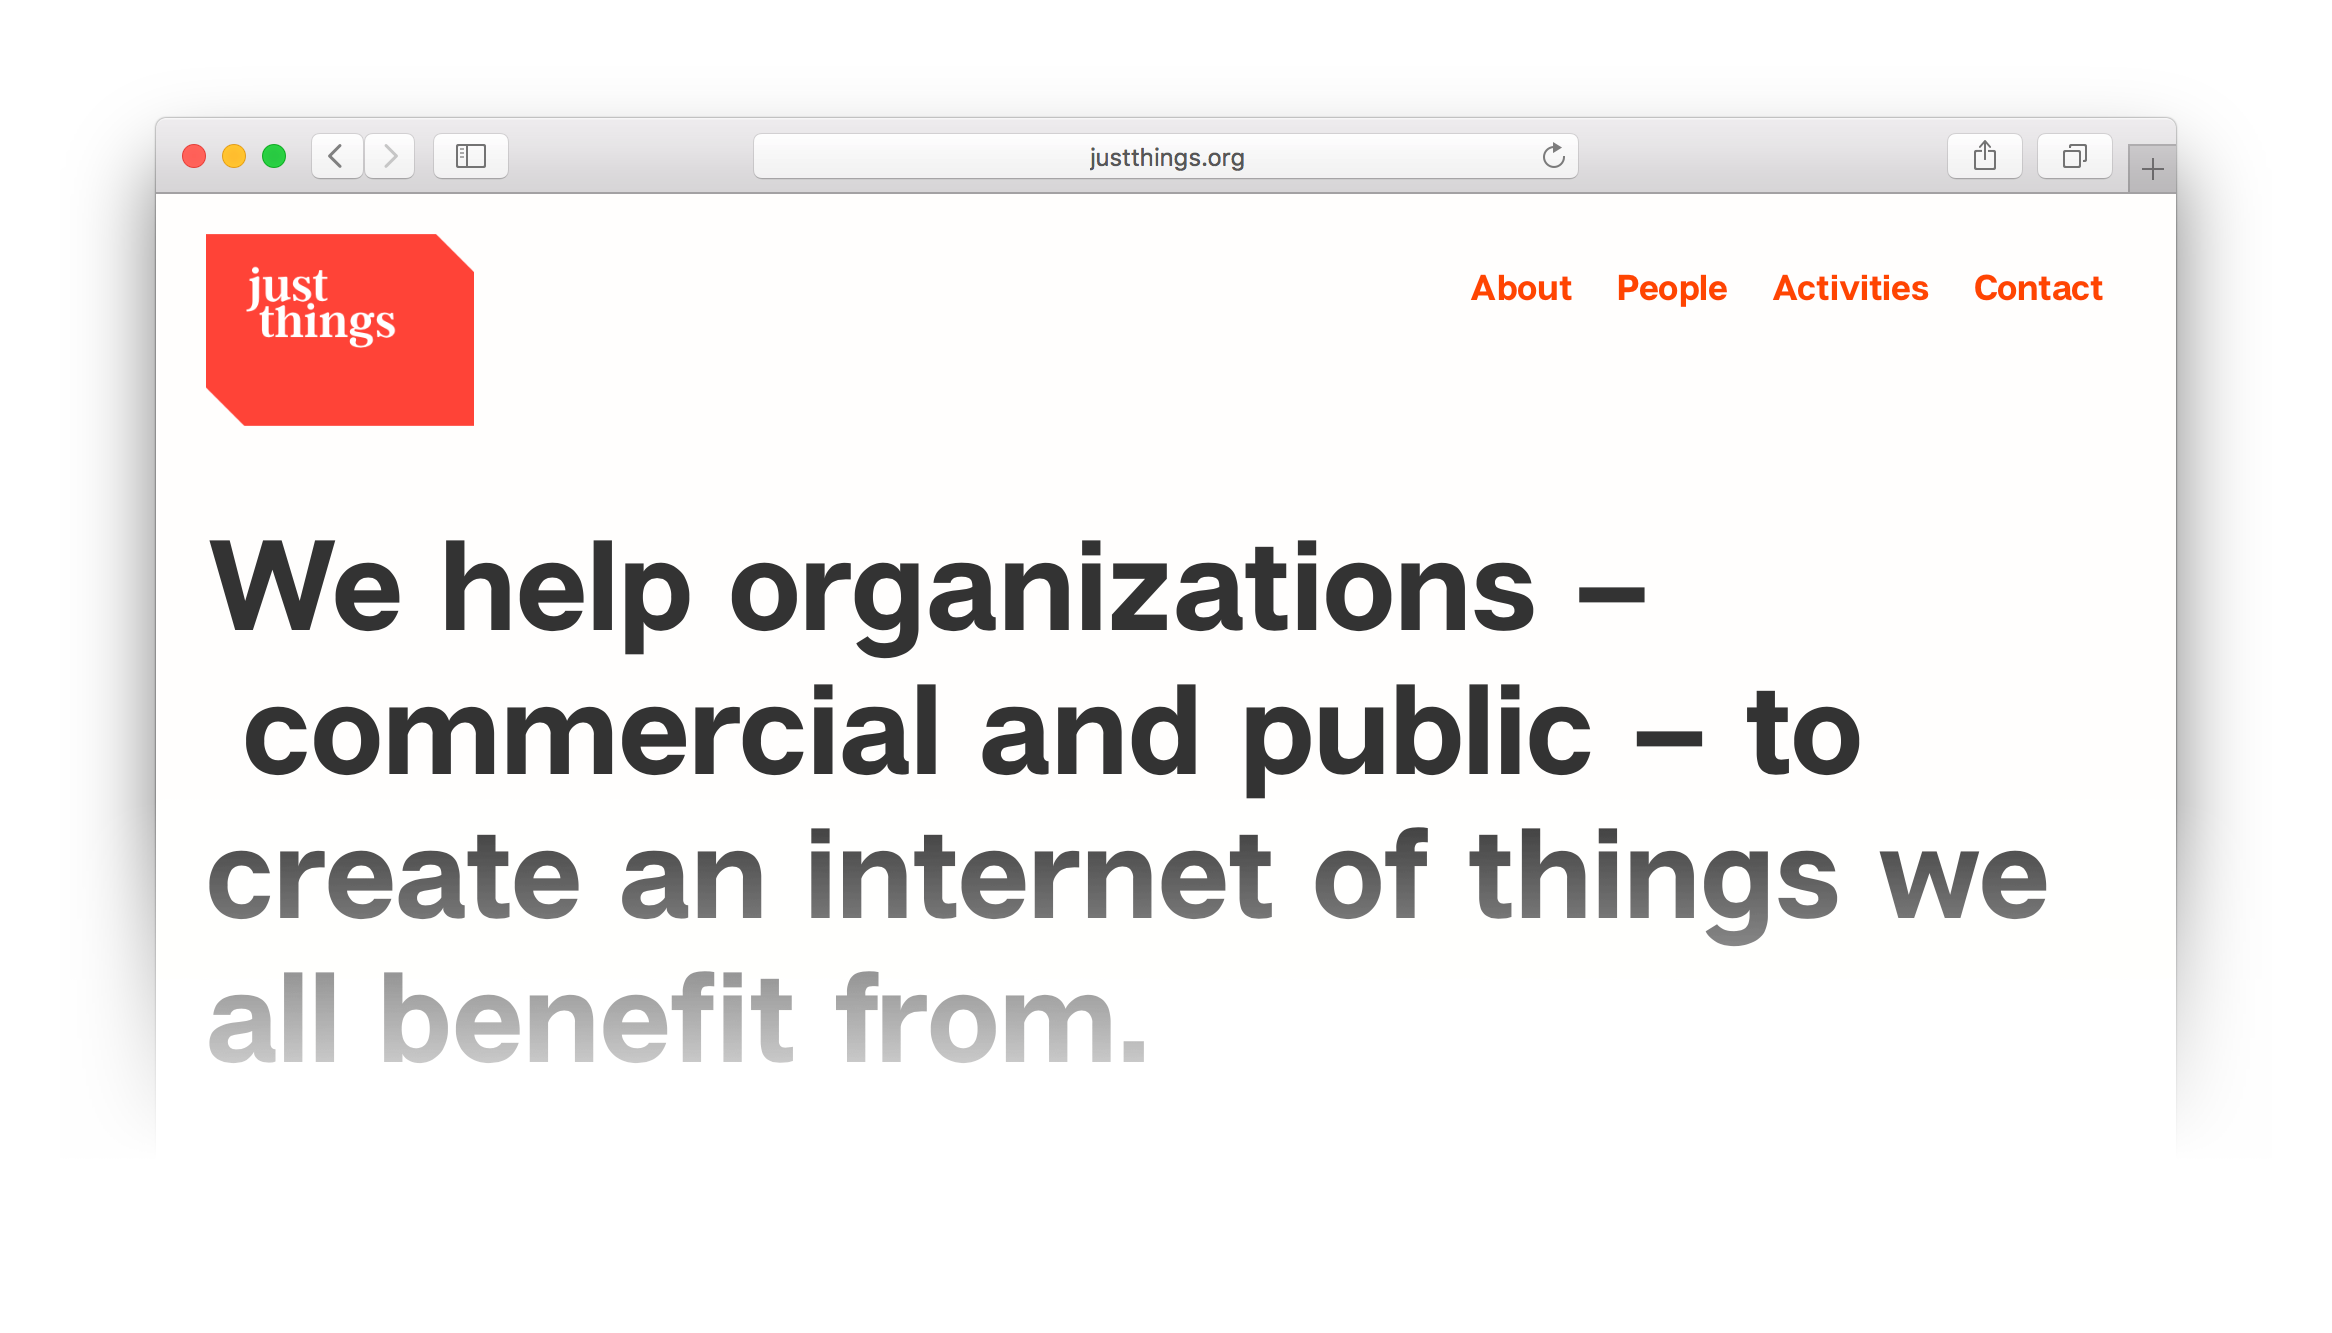 justthings.org
just
things
About People Activities Contact
We help organizations –
commercial and public – to
create an internet of things we
all benefit from.